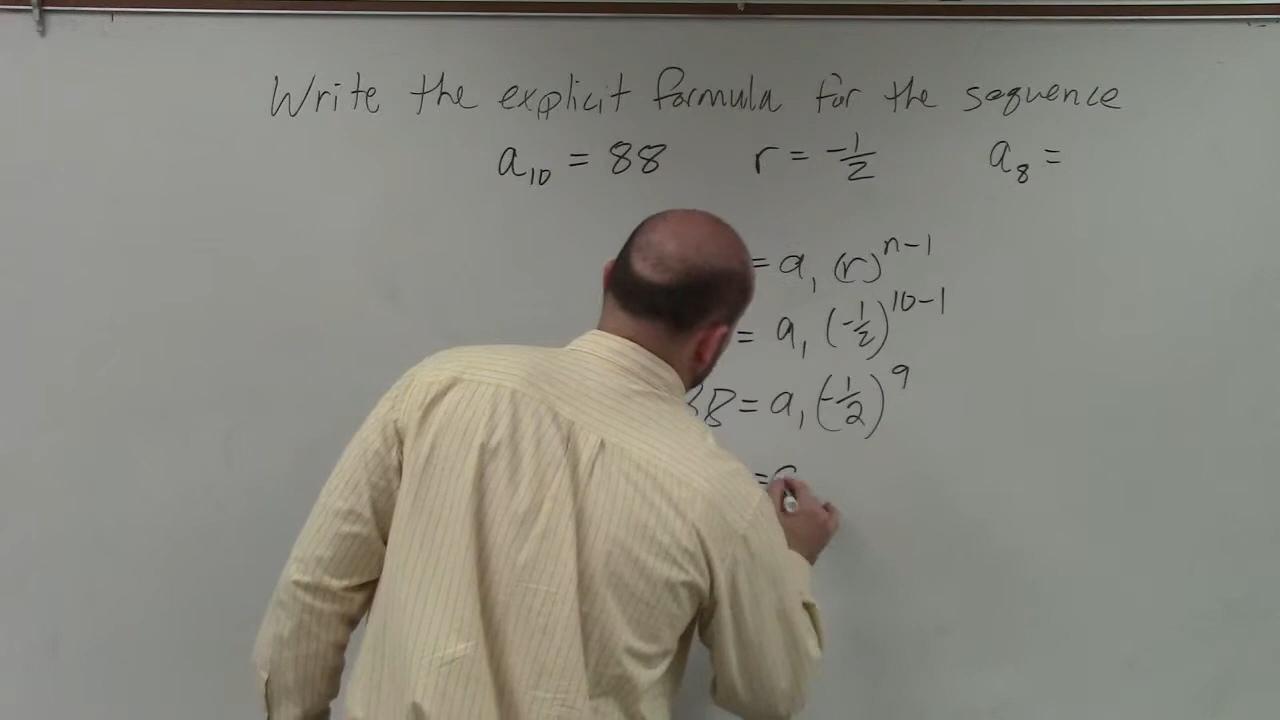 Write the explicit formula for the sequence
a₁₀ = 88 r = -1/2 a₈ =
= a₁ (r)ⁿ⁻¹
= a₁ (-1/2)¹⁰⁻¹
8 = a₁ (-1/2)⁹
=